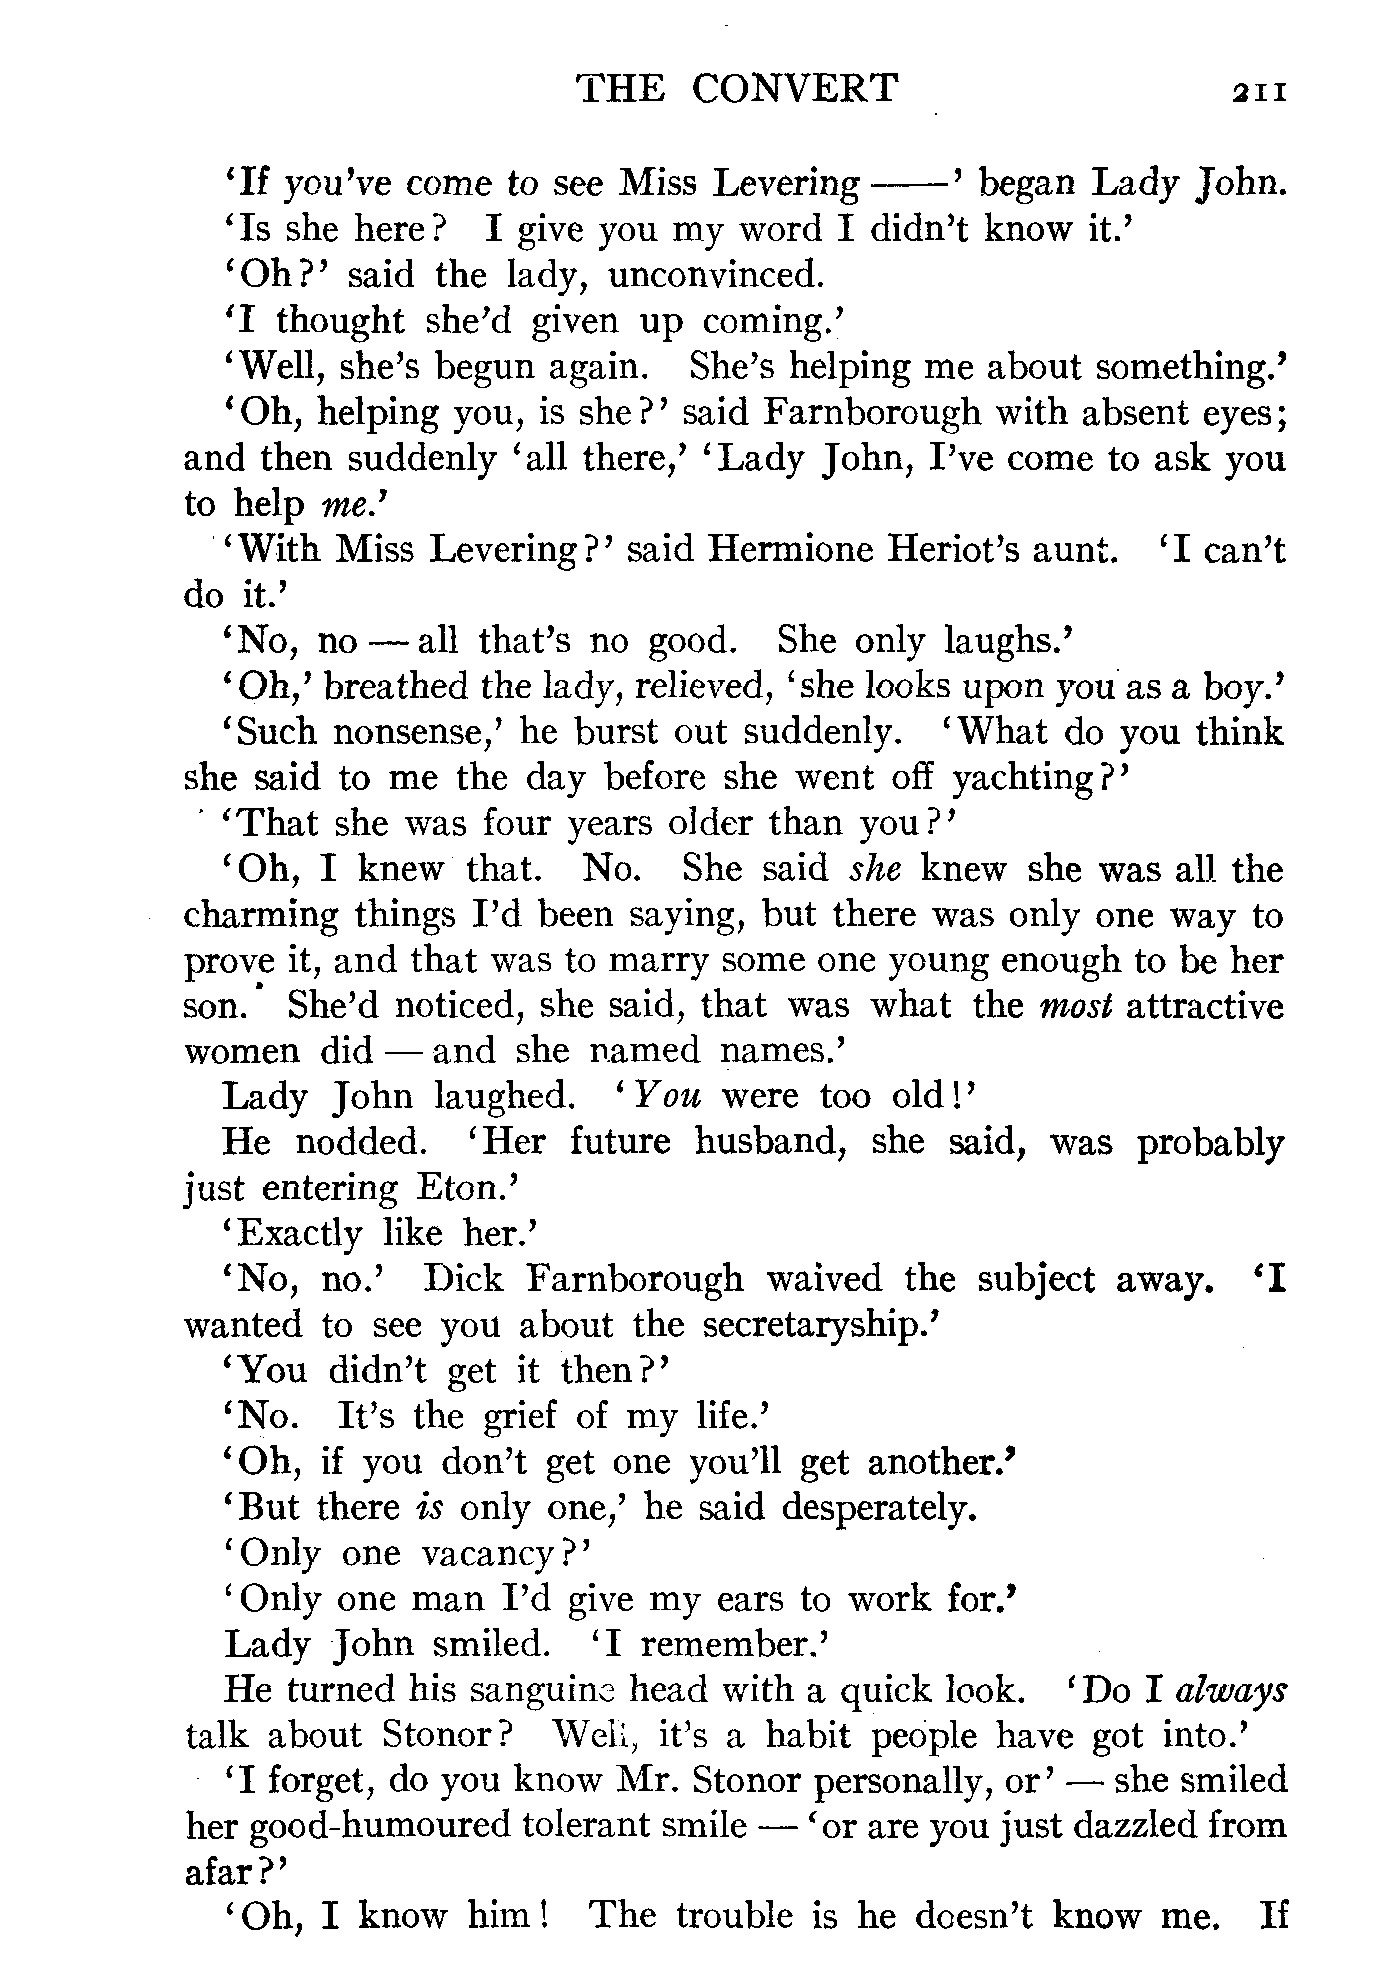 THE CONVERT 211
‘If you’ve come to see Miss Levering ——’ began Lady John.
‘Is she here? I give you my word I didn’t know it.’
‘Oh?’ said the lady, unconvinced.
‘I thought she’d given up coming.’
‘Well, she’s begun again. She’s helping me about something.’
‘Oh, helping you, is she?’ said Farnborough with absent eyes;
and then suddenly ‘all there,’ ‘Lady John, I’ve come to ask you
to help me.’
‘With Miss Levering?’ said Hermione Heriot’s aunt. ‘I can’t
do it.’
‘No, no — all that’s no good. She only laughs.’
‘Oh,’ breathed the lady, relieved, ‘she looks upon you as a boy.’
‘Such nonsense,’ he burst out suddenly. ‘What do you think
she said to me the day before she went off yachting?’
‘That she was four years older than you?’
‘Oh, I knew that. No. She said she knew she was all the
charming things I’d been saying, but there was only one way to
prove it, and that was to marry some one young enough to be her
son. She’d noticed, she said, that was what the most attractive
women did — and she named names.’
Lady John laughed. ‘You were too old!’
He nodded. ‘Her future husband, she said, was probably
just entering Eton.’
‘Exactly like her.’
‘No, no.’ Dick Farnborough waived the subject away. ‘I
wanted to see you about the secretaryship.’
‘You didn’t get it then?’
‘No. It’s the grief of my life.’
‘Oh, if you don’t get one you’ll get another.’
‘But there is only one,’ he said desperately.
‘Only one vacancy?’
‘Only one man I’d give my ears to work for.’
Lady John smiled. ‘I remember.’
He turned his sanguine head with a quick look. ‘Do I always
talk about Stonor? Well, it’s a habit people have got into.’
‘I forget, do you know Mr. Stonor personally, or’ — she smiled
her good-humoured tolerant smile — ‘or are you just dazzled from
afar?’
‘Oh, I know him! The trouble is he doesn’t know me. If